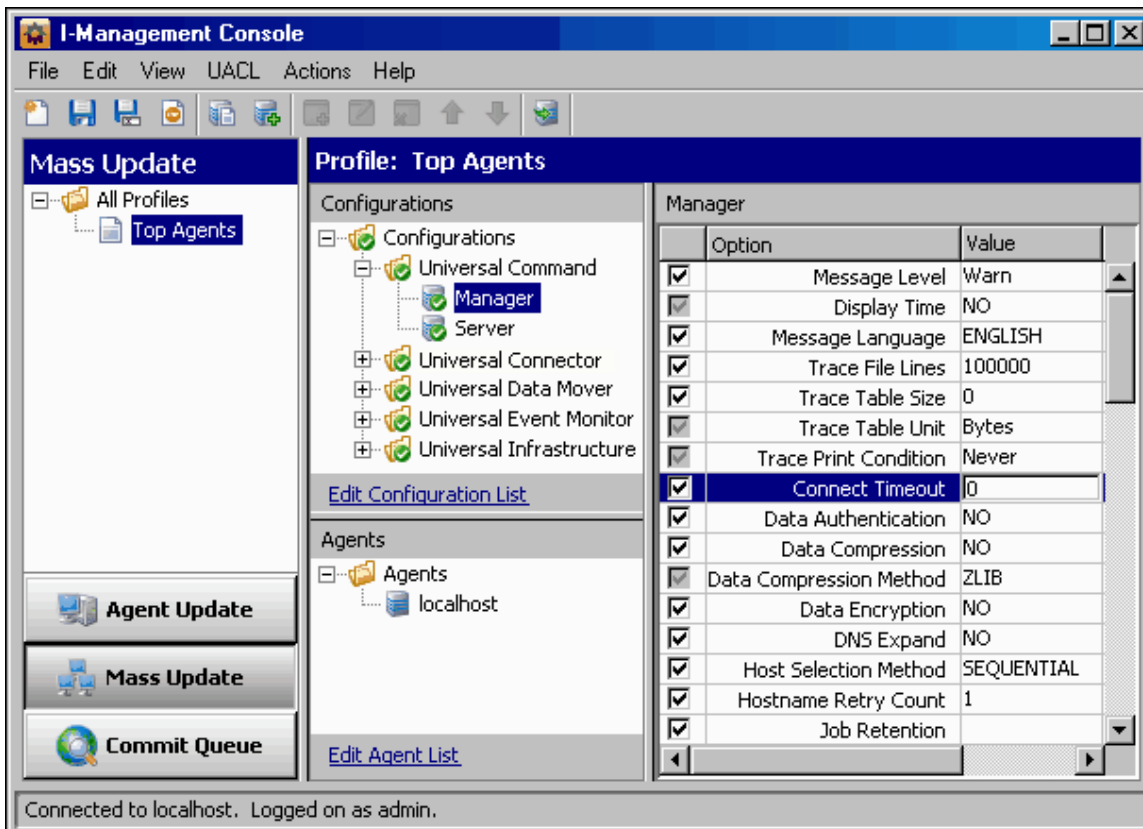 I-Management Console
File Edit View UACL Actions Help
Mass Update
All Profiles
Top Agents
Agent Update
Mass Update
Commit Queue
Profile: Top Agents
Configurations
Configurations
Universal Command
Manager
Server
Universal Connector
Universal Data Mover
Universal Event Monitor
Universal Infrastructure
Edit Configuration List
Agents
Agents
localhost
Edit Agent List
Manager
Option Value
Message Level Warn
Display Time NO
Message Language ENGLISH
Trace File Lines 100000
Trace Table Size 0
Trace Table Unit Bytes
Trace Print Condition Never
Connect Timeout 0
Data Authentication NO
Data Compression NO
Data Compression Method ZLIB
Data Encryption NO
DNS Expand NO
Host Selection Method SEQUENTIAL
Hostname Retry Count 1
Job Retention
Connected to localhost. Logged on as admin.